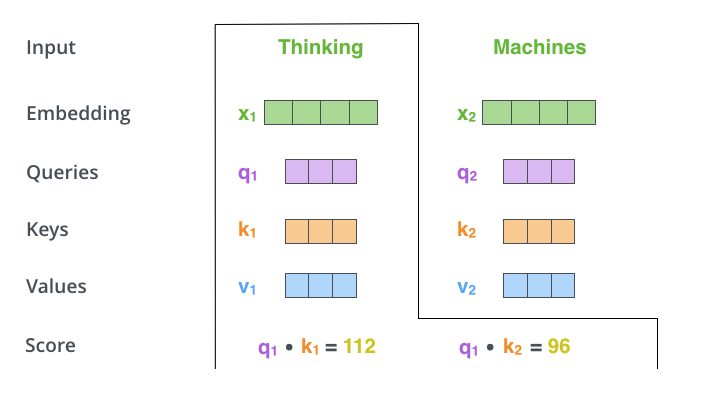 Input Thinking Machines
Embedding x₁ x₂
Queries q₁ q₂
Keys k₁ k₂
Values v₁ v₂
Score q₁ • k₁ = 112 q₁ • k₂ = 96